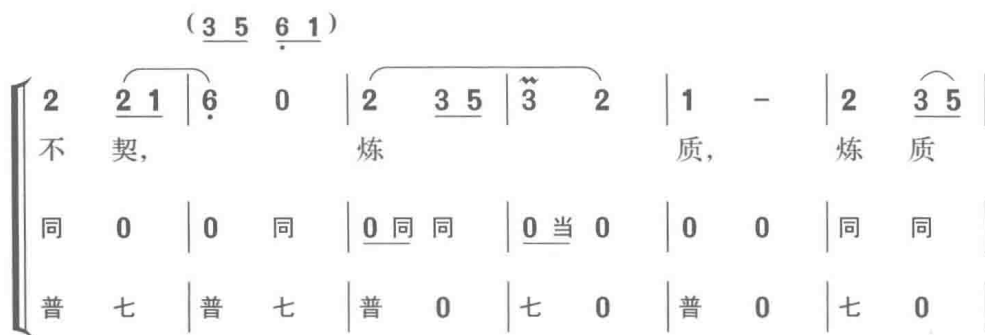 (3 5 6 1)
2 2 1 | 6 0 | 2 3 5 | 3 2 | 1 - | 2 3 5
不 契, 炼 质, 炼 质
同 0 | 0 同 | 0 同 同 | 0 当 0 | 0 0 | 同 同
普 七 | 普 七 | 普 0 | 七 0 | 普 0 | 七 0